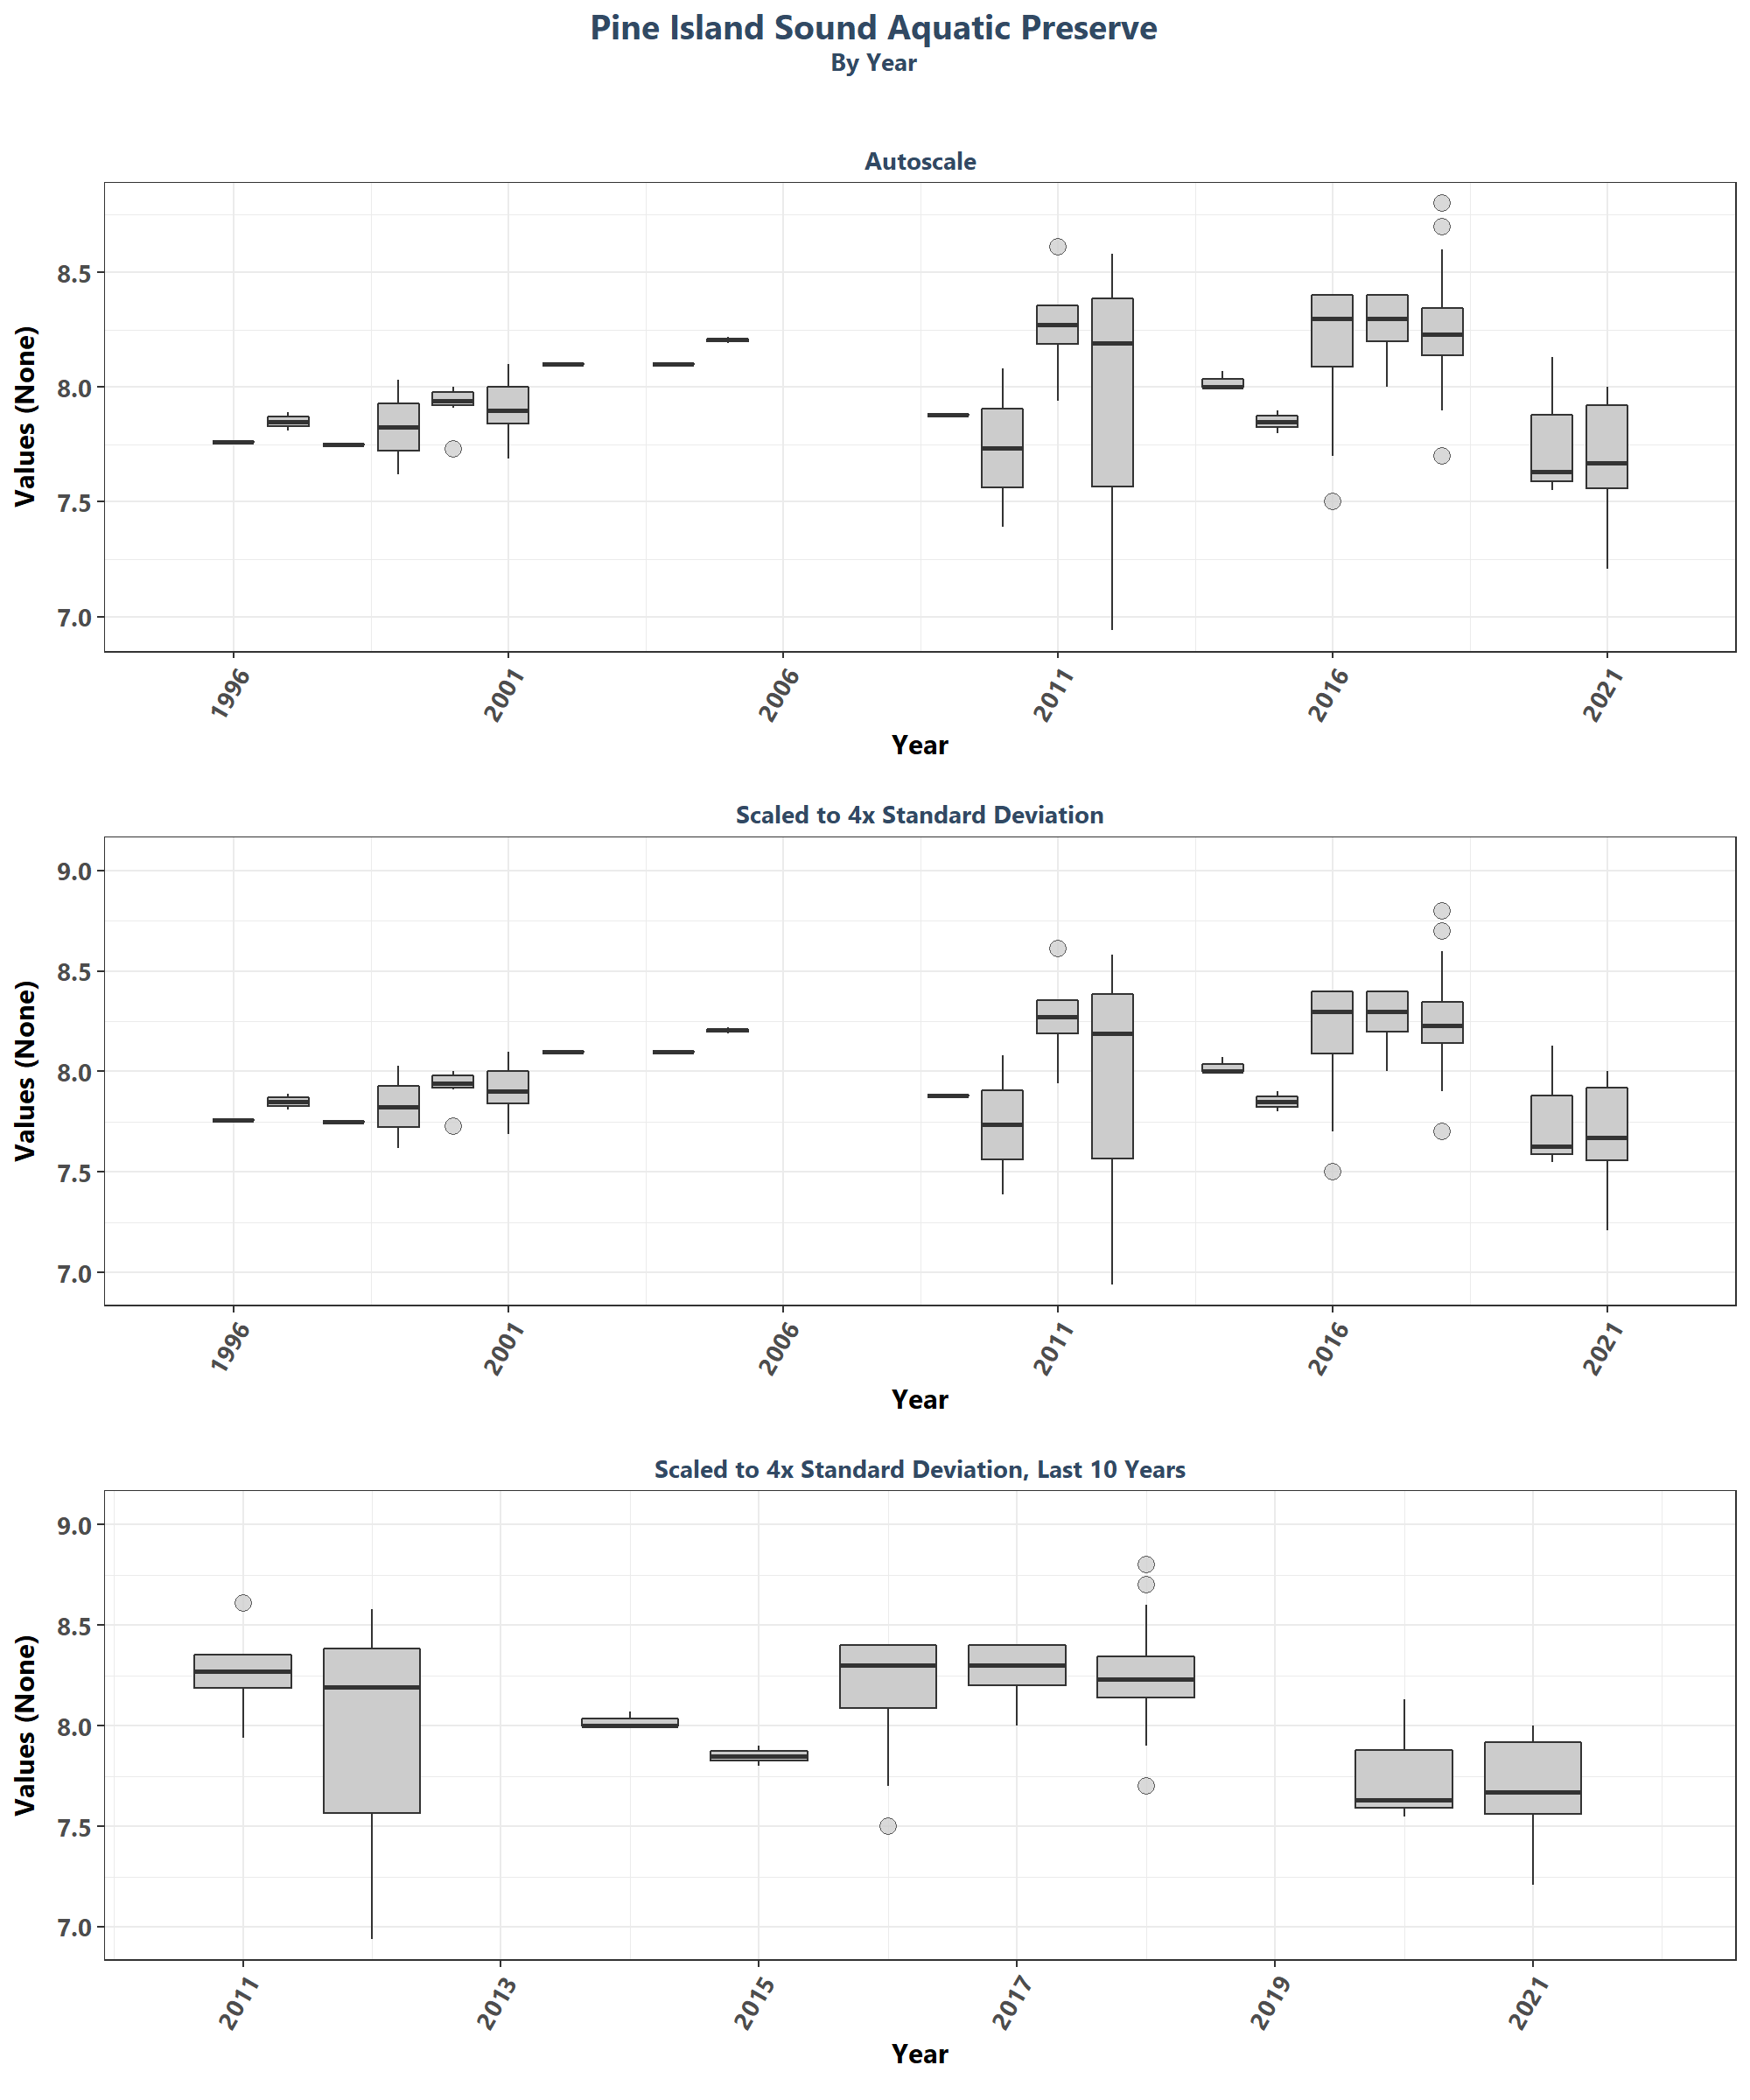 Pine Island Sound Aquatic Preserve
By Year
Autoscale
Values (None)
8.5
8.0
7.5
7.0
1996
2001
2006
2011
2016
2021
Year
Scaled to 4x Standard Deviation
Values (None)
9.0
8.5
8.0
7.5
7.0
1996
2001
2006
2011
2016
2021
Year
Scaled to 4x Standard Deviation, Last 10 Years
Values (None)
9.0
8.5
8.0
7.5
7.0
2011
2013
2015
2017
2019
2021
Year